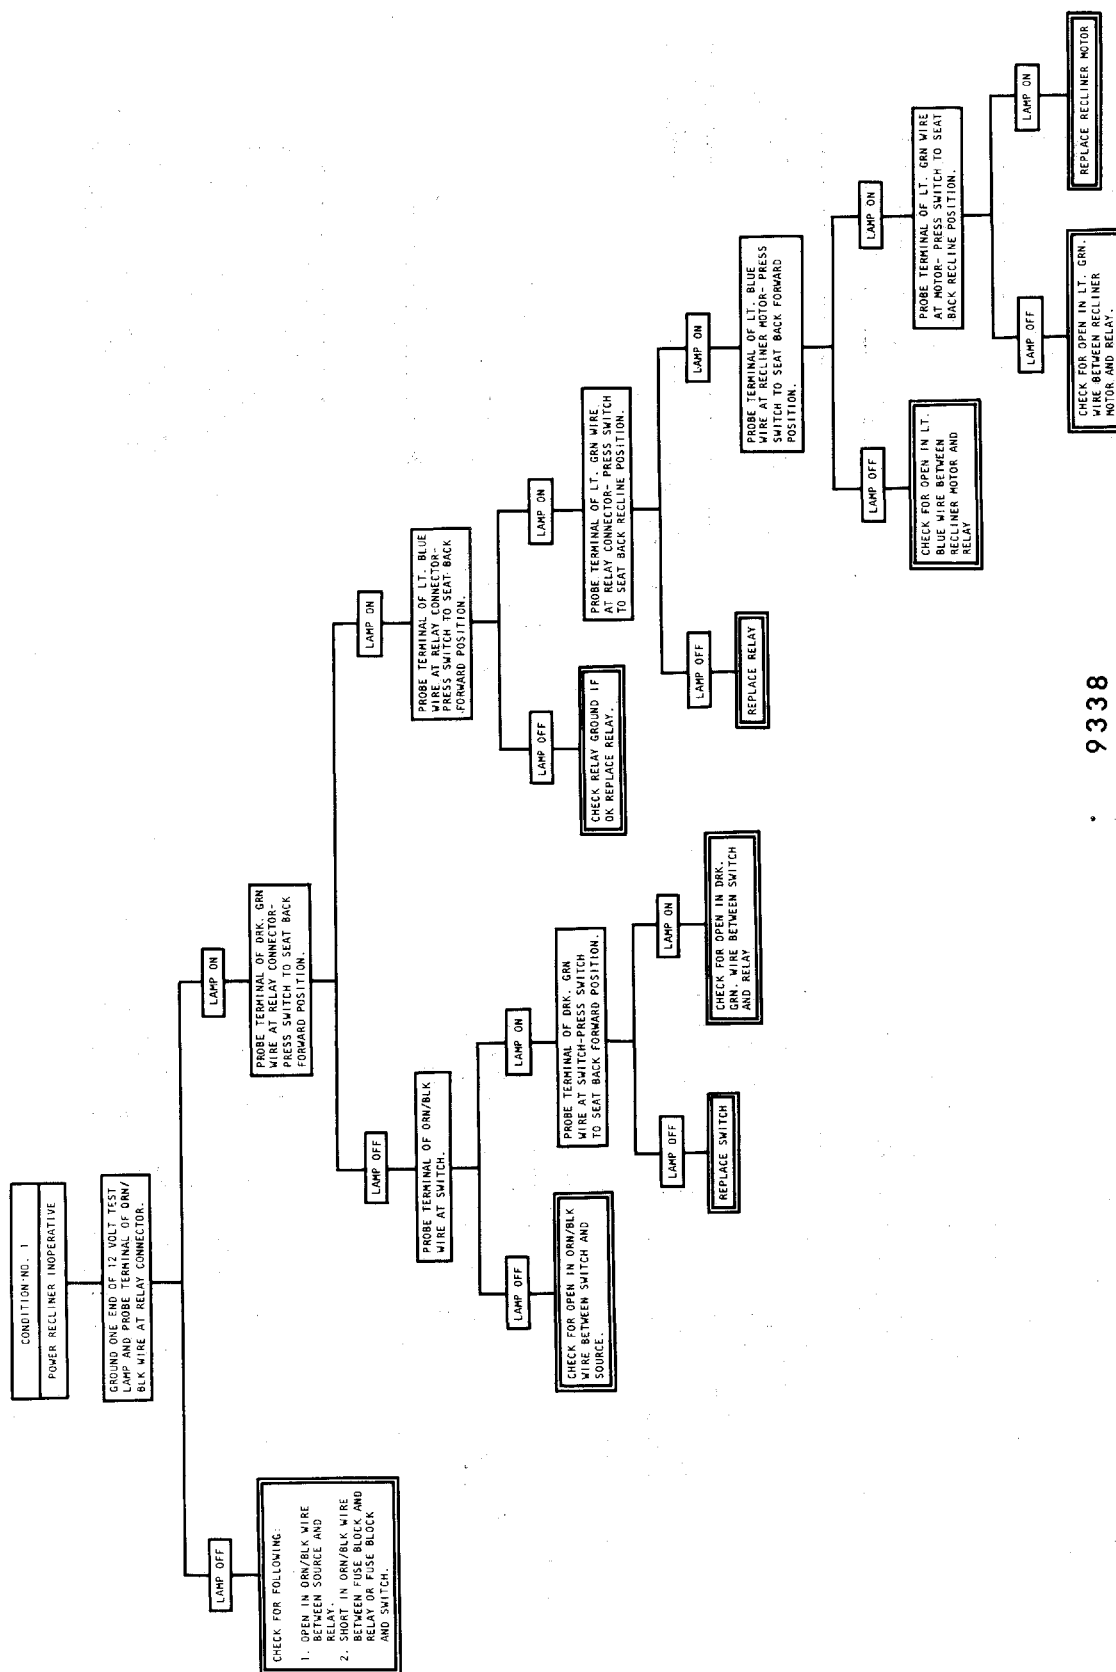 CONDITION NO. 1
POWER RECLINER INOPERATIVE
GROUND ONE END OF 12 VOLT TEST
LAMP AND PROBE TERMINAL OF ORN/
BLK WIRE AT RELAY CONNECTOR.
LAMP OFF
CHECK FOR FOLLOWING:
1. OPEN IN ORN/BLK WIRE
BETWEEN SOURCE AND
RELAY.
2. SHORT IN ORN/BLK WIRE
BETWEEN FUSE BLOCK AND
RELAY OR FUSE BLOCK
AND SWITCH.
LAMP ON
PROBE TERMINAL OF DRK. GRN
WIRE AT RELAY CONNECTOR-
PRESS SWITCH TO SEAT BACK
FORWARD POSITION.
LAMP OFF
PROBE TERMINAL OF ORN/BLK
WIRE AT SWITCH.
LAMP OFF
CHECK FOR OPEN IN ORN/BLK
WIRE BETWEEN SWITCH AND
SOURCE.
LAMP ON
PROBE TERMINAL OF DRK. GRN
WIRE AT SWITCH-PRESS SWITCH
TO SEAT BACK FORWARD POSITION.
LAMP OFF
REPLACE SWITCH
LAMP ON
CHECK FOR OPEN IN DRK.
GRN. WIRE BETWEEN SWITCH
AND RELAY
LAMP ON
PROBE TERMINAL OF LT. BLUE
WIRE AT RELAY CONNECTOR-
PRESS SWITCH TO SEAT BACK
FORWARD POSITION.
LAMP OFF
CHECK RELAY GROUND IF
OK REPLACE RELAY.
LAMP ON
PROBE TERMINAL OF LT. GRN WIRE
AT RELAY CONNECTOR- PRESS SWITCH
TO SEAT BACK RECLINE POSITION.
LAMP OFF
REPLACE RELAY
LAMP ON
PROBE TERMINAL OF LT. BLUE
WIRE AT RECLINER MOTOR- PRESS
SWITCH TO SEAT BACK FORWARD
POSITION.
LAMP OFF
CHECK FOR OPEN IN LT.
BLUE WIRE BETWEEN
RECLINER MOTOR AND
RELAY
LAMP ON
PROBE TERMINAL OF LT. GRN WIRE
AT MOTOR- PRESS SWITCH TO SEAT
BACK RECLINE POSITION.
LAMP OFF
CHECK FOR OPEN IN LT. GRN.
WIRE BETWEEN RECLINER
MOTOR AND RELAY.
LAMP ON
REPLACE RECLINER MOTOR
9338